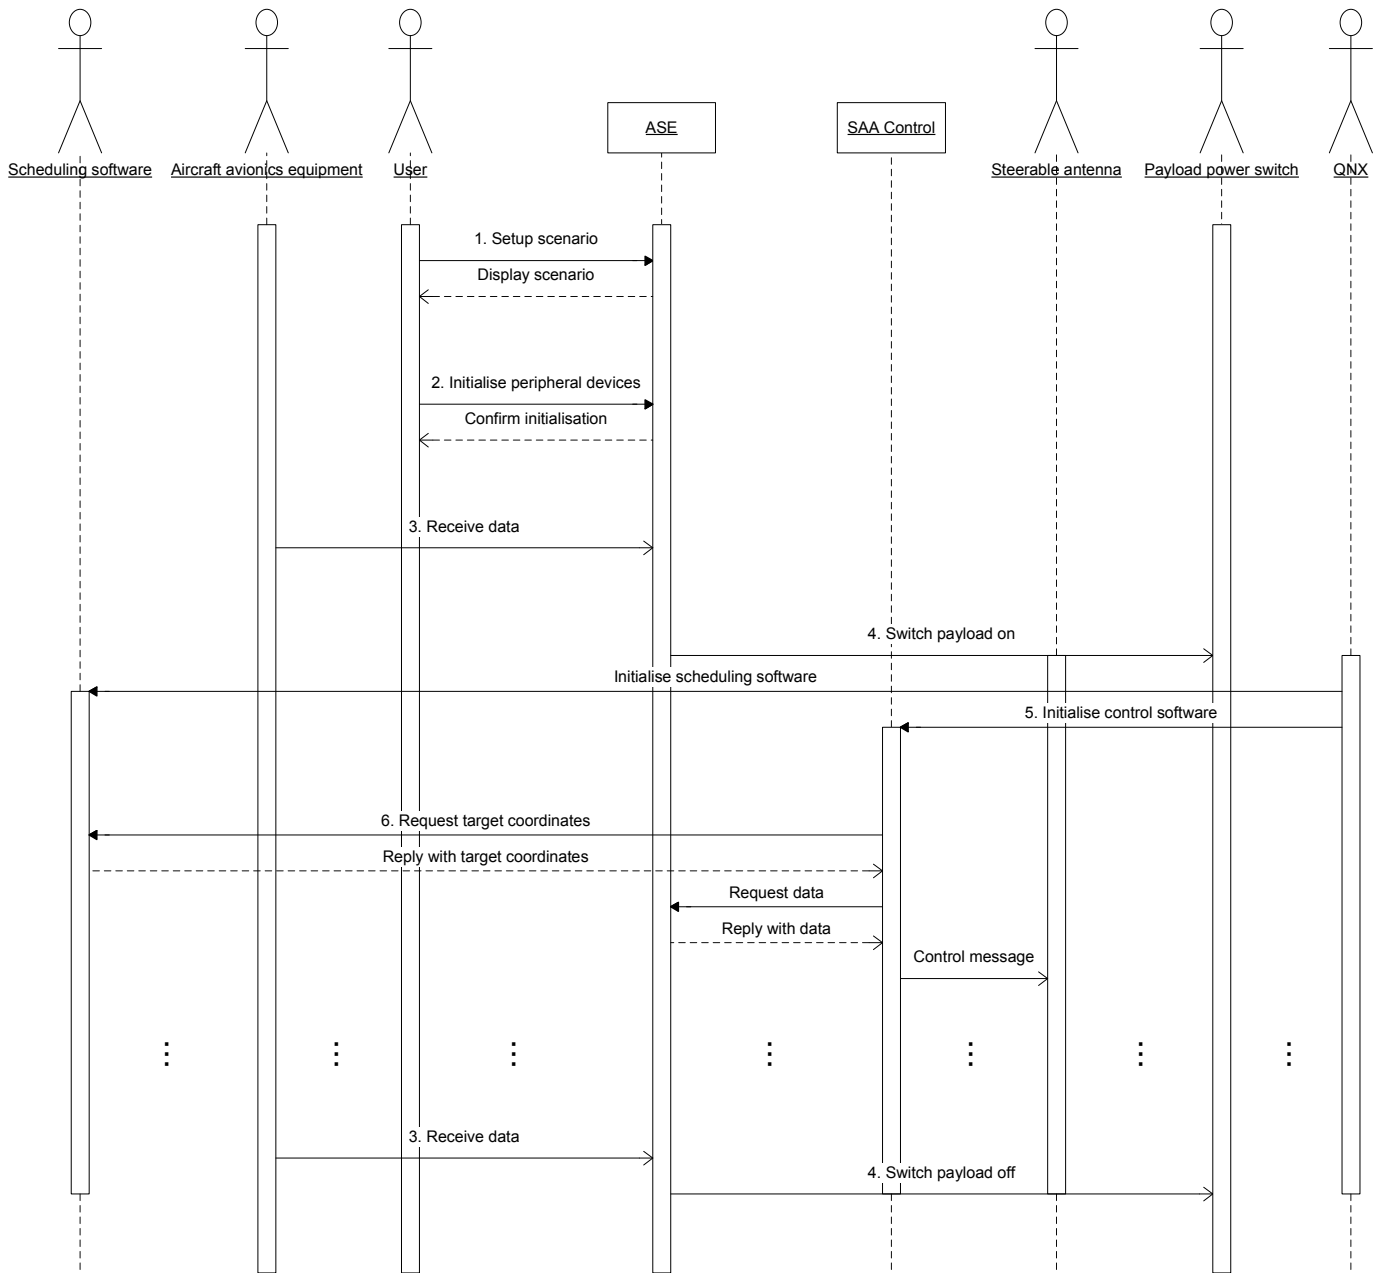 ASE
SAA Control
Scheduling software
Aircraft avionics equipment
User
Steerable antenna
Payload power switch
QNX
1. Setup scenario
Display scenario
2. Initialise peripheral devices
Confirm initialisation
3. Receive data
4. Switch payload on
Initialise scheduling software
5. Initialise control software
6. Request target coordinates
Reply with target coordinates
Request data
Reply with data
Control message
3. Receive data
4. Switch payload off